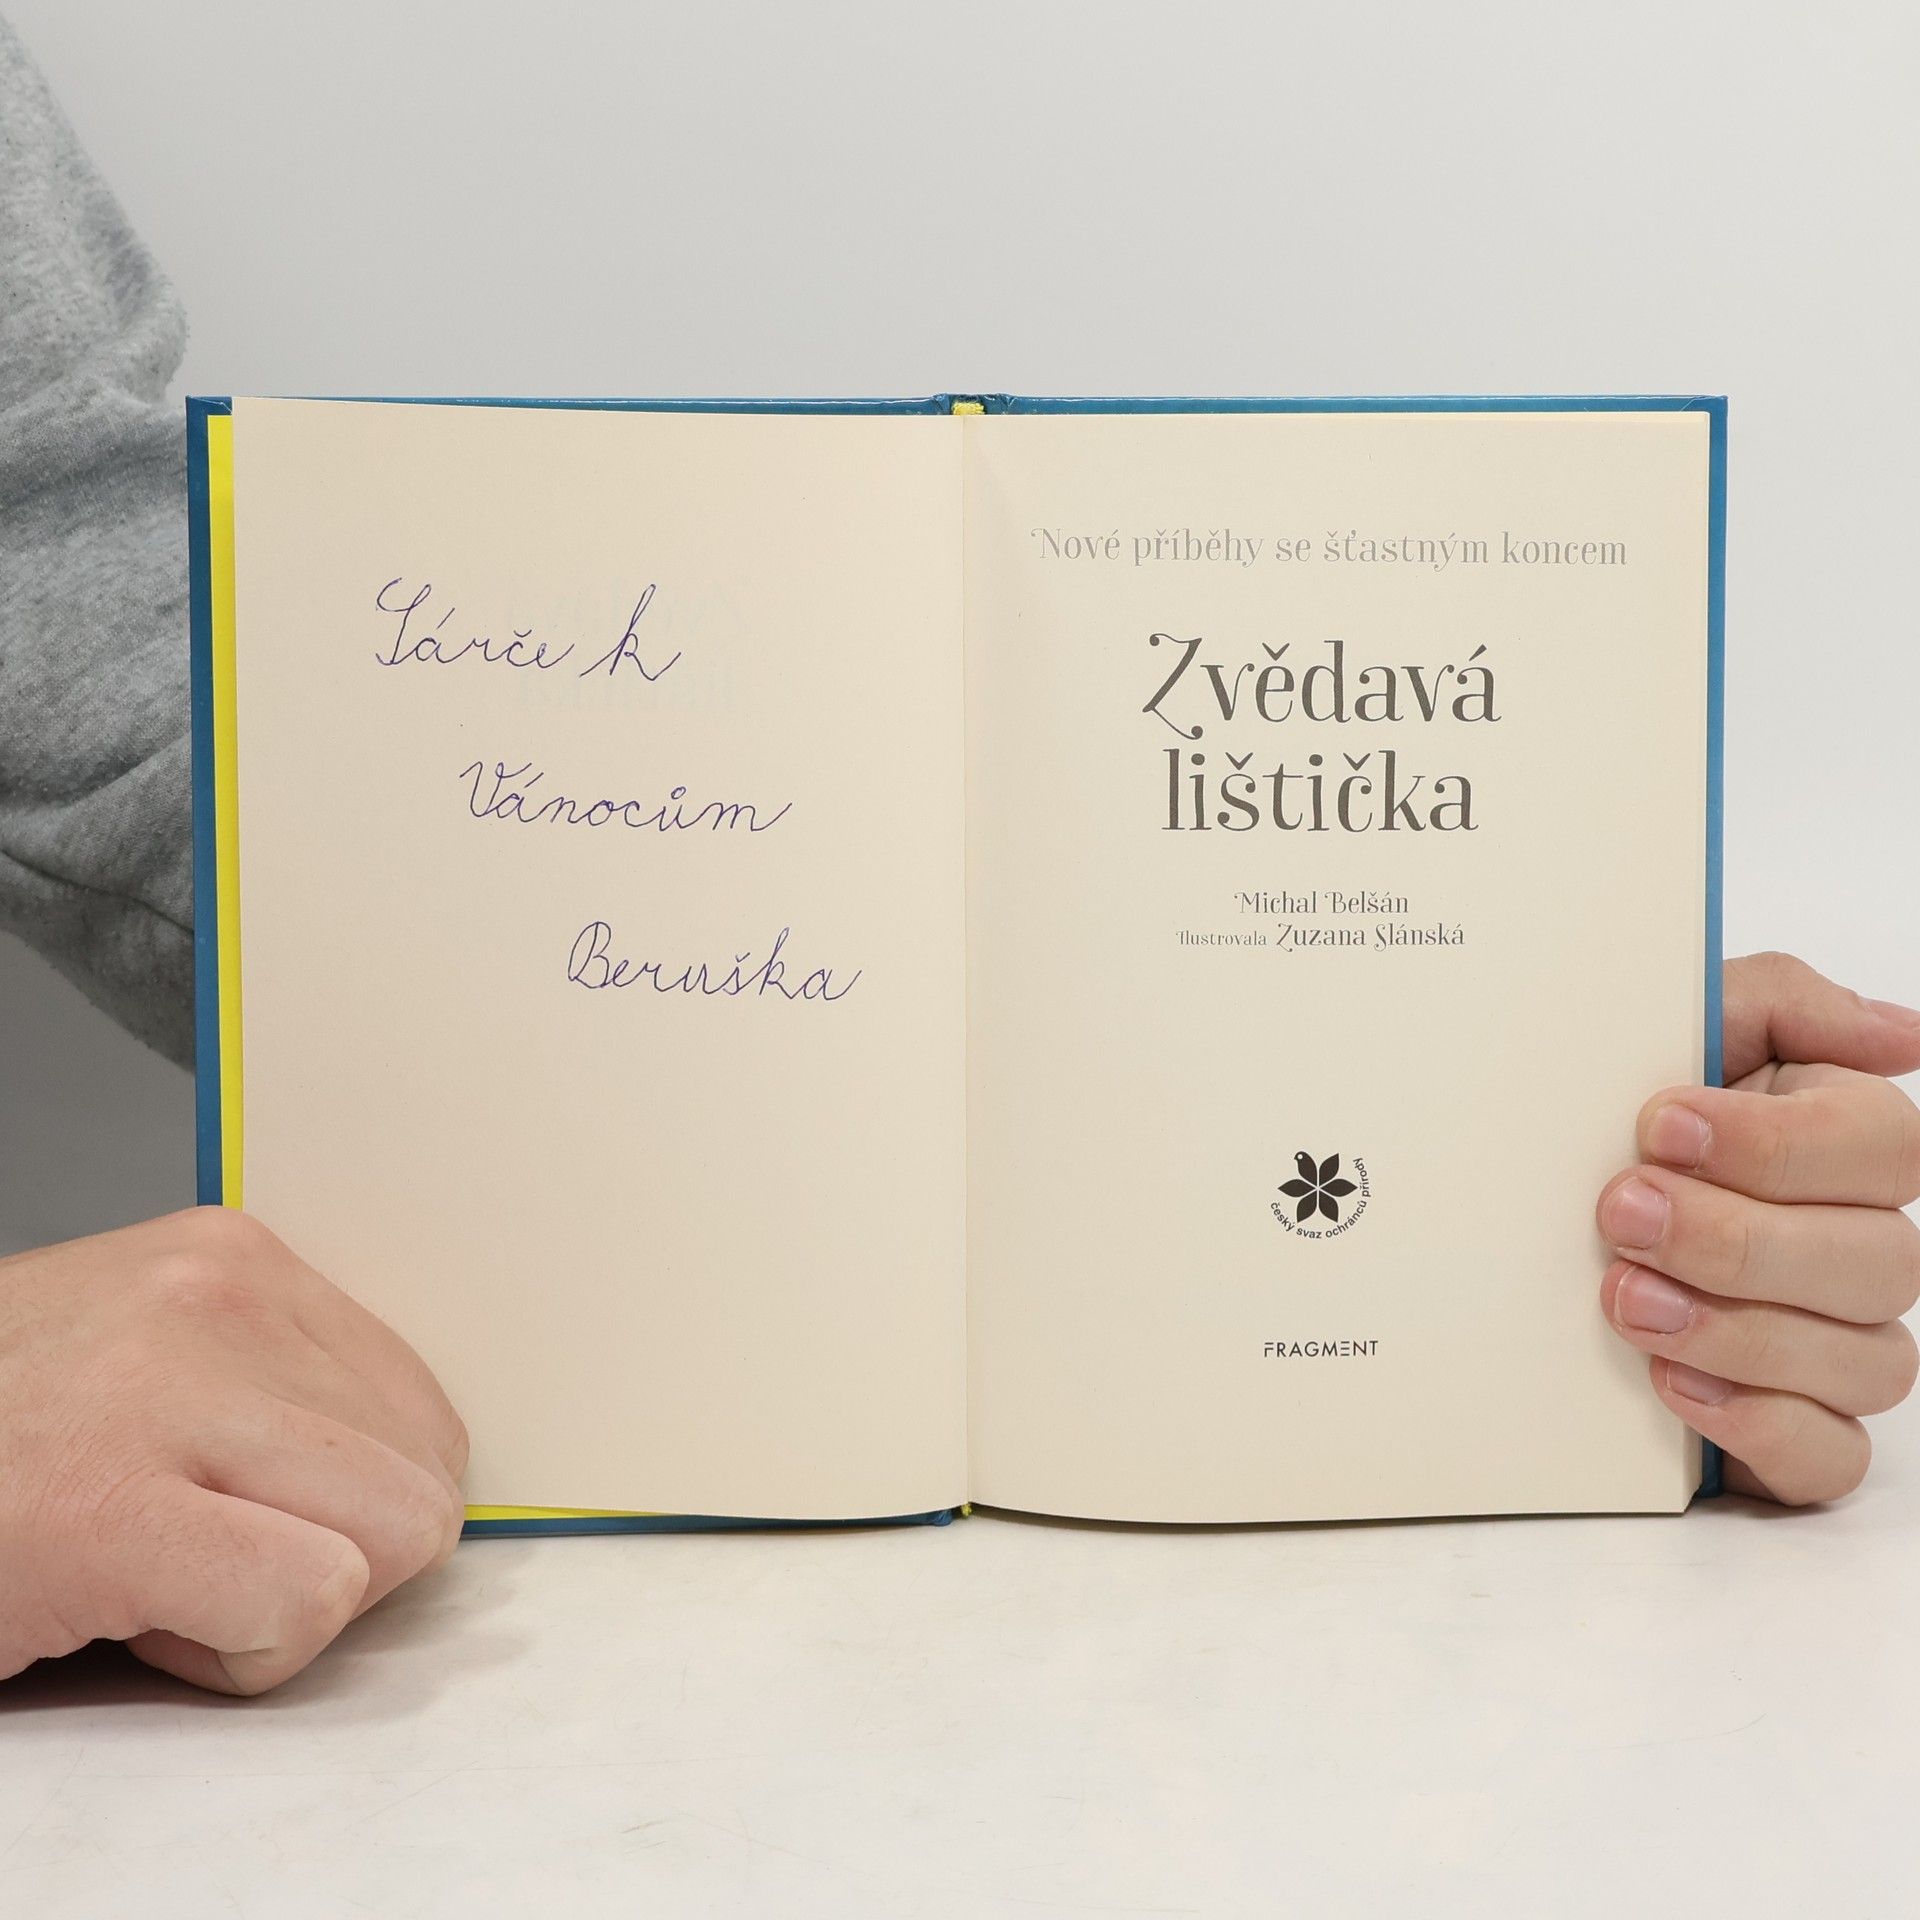 Sárče k
Vánocům
Beruška
Nové příběhy se šťastným koncem
Zvědavá
lištička
Michal Belšán
Ilustrovala Zuzana Slánská
český svaz ochránců přírody
FRAGMENT